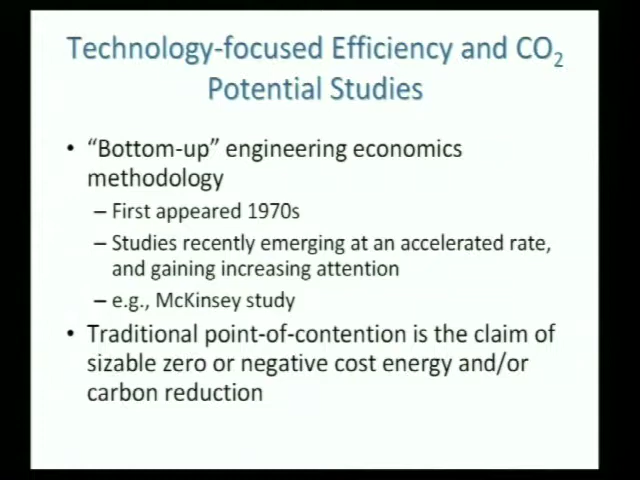 Technology-focused Efficiency and CO₂
Potential Studies
• “Bottom-up” engineering economics
methodology
– First appeared 1970s
– Studies recently emerging at an accelerated rate,
and gaining increasing attention
– e.g., McKinsey study
• Traditional point-of-contention is the claim of
sizable zero or negative cost energy and/or
carbon reduction